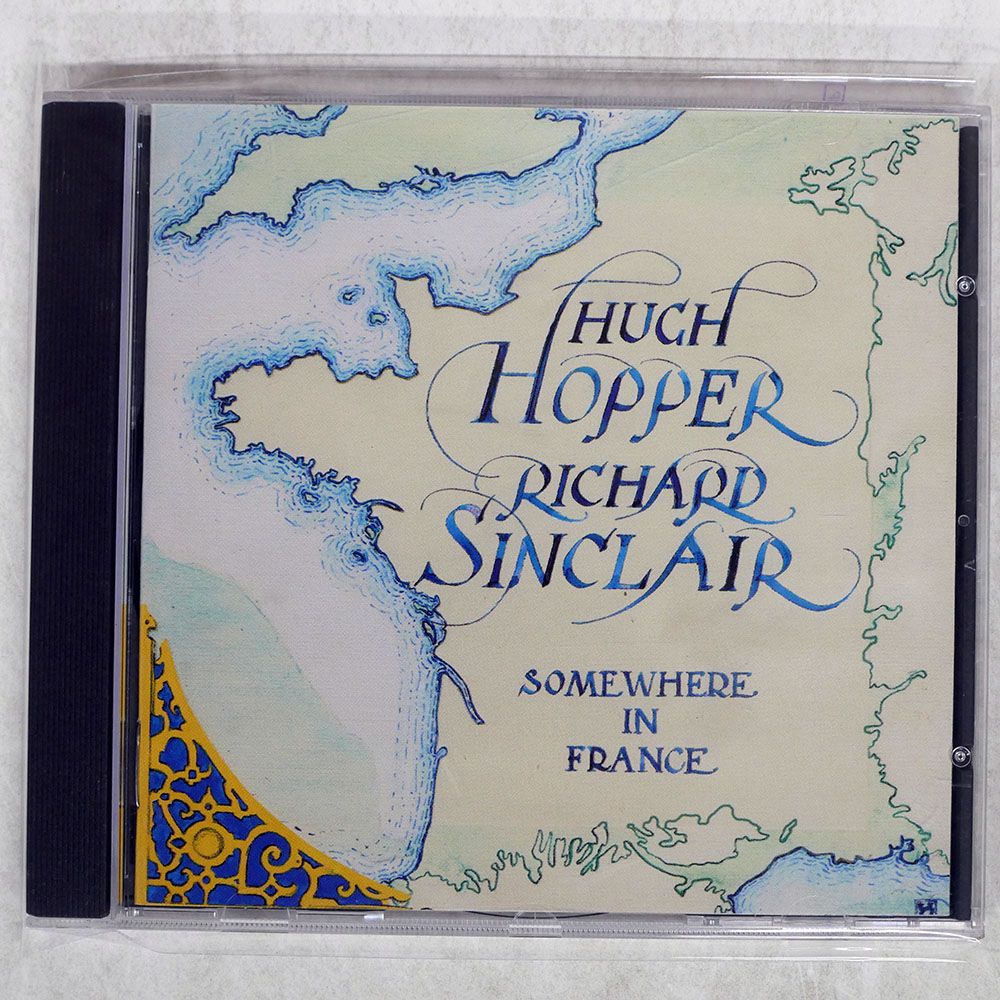 HUGH
HOPPER
RICHARD
SINCLAIR
SOMEWHERE
IN
FRANCE